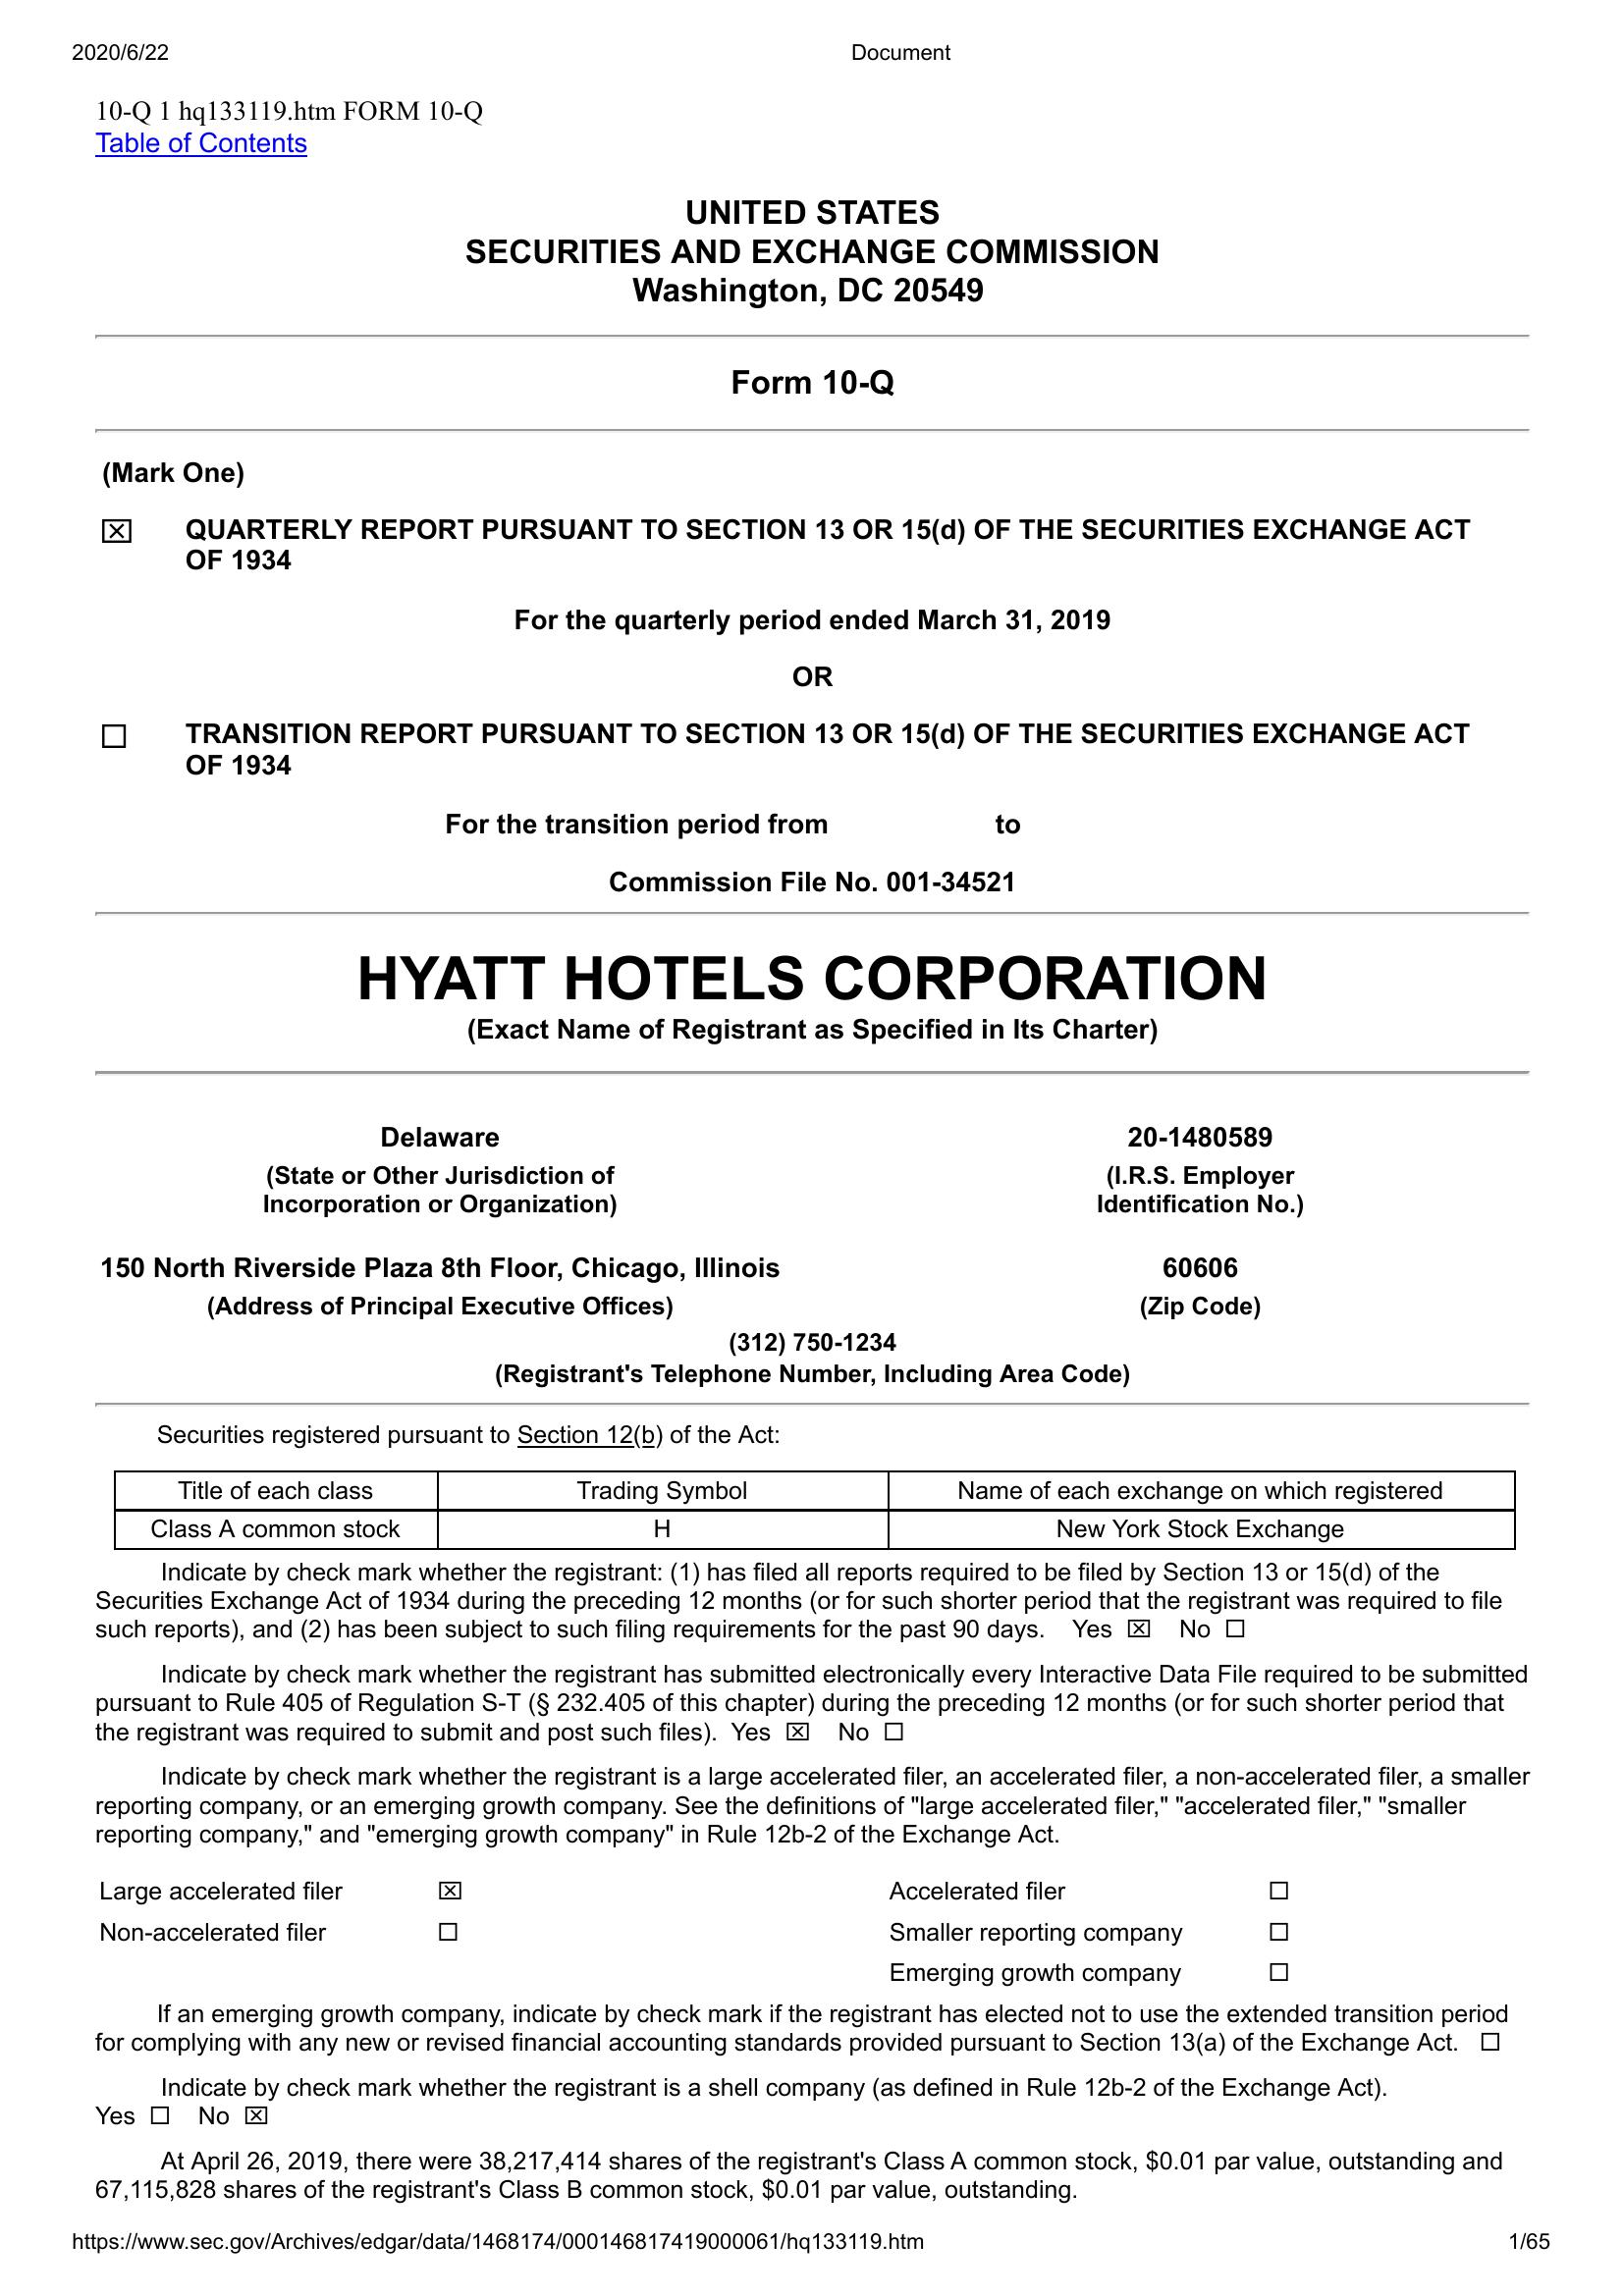 2020/6/22 Document
10-Q 1 hq133119.htm FORM 10-Q
Table of Contents
UNITED STATES
SECURITIES AND EXCHANGE COMMISSION
Washington, DC 20549
Form 10-Q
(Mark One)
☒ QUARTERLY REPORT PURSUANT TO SECTION 13 OR 15(d) OF THE SECURITIES EXCHANGE ACT
OF 1934
For the quarterly period ended March 31, 2019
OR
☐ TRANSITION REPORT PURSUANT TO SECTION 13 OR 15(d) OF THE SECURITIES EXCHANGE ACT
OF 1934
For the transition period from to
Commission File No. 001-34521
HYATT HOTELS CORPORATION
(Exact Name of Registrant as Specified in Its Charter)
Delaware 20-1480589
(State or Other Jurisdiction of (I.R.S. Employer
Incorporation or Organization) Identification No.)
150 North Riverside Plaza 8th Floor, Chicago, Illinois 60606
(Address of Principal Executive Offices) (Zip Code)
(312) 750-1234
(Registrant's Telephone Number, Including Area Code)
Securities registered pursuant to Section 12(b) of the Act:
Title of each class Trading Symbol Name of each exchange on which registered
Class A common stock H New York Stock Exchange
Indicate by check mark whether the registrant: (1) has filed all reports required to be filed by Section 13 or 15(d) of the
Securities Exchange Act of 1934 during the preceding 12 months (or for such shorter period that the registrant was required to file
such reports), and (2) has been subject to such filing requirements for the past 90 days. Yes ☒ No ☐
Indicate by check mark whether the registrant has submitted electronically every Interactive Data File required to be submitted
pursuant to Rule 405 of Regulation S-T (§ 232.405 of this chapter) during the preceding 12 months (or for such shorter period that
the registrant was required to submit and post such files). Yes ☒ No ☐
Indicate by check mark whether the registrant is a large accelerated filer, an accelerated filer, a non-accelerated filer, a smaller
reporting company, or an emerging growth company. See the definitions of "large accelerated filer," "accelerated filer," "smaller
reporting company," and "emerging growth company" in Rule 12b-2 of the Exchange Act.
Large accelerated filer ☒ Accelerated filer ☐
Non-accelerated filer ☐ Smaller reporting company ☐
Emerging growth company ☐
If an emerging growth company, indicate by check mark if the registrant has elected not to use the extended transition period
for complying with any new or revised financial accounting standards provided pursuant to Section 13(a) of the Exchange Act. ☐
Indicate by check mark whether the registrant is a shell company (as defined in Rule 12b-2 of the Exchange Act).
Yes ☐ No ☒
At April 26, 2019, there were 38,217,414 shares of the registrant's Class A common stock, $0.01 par value, outstanding and
67,115,828 shares of the registrant's Class B common stock, $0.01 par value, outstanding.
https://www.sec.gov/Archives/edgar/data/1468174/000146817419000061/hq133119.htm 1/65